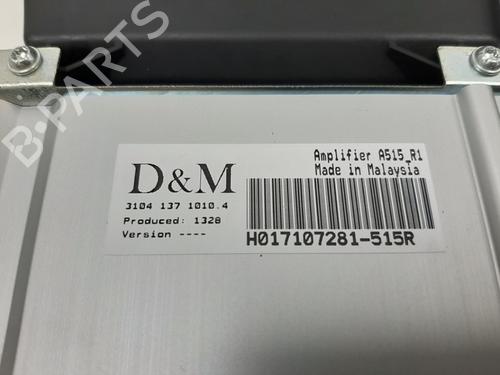 B-PARTS
D&M
3104 137 1010.4
Produced: 1328
Version ----
Amplifier A515_R1
Made in Malaysia
H017107281-515R